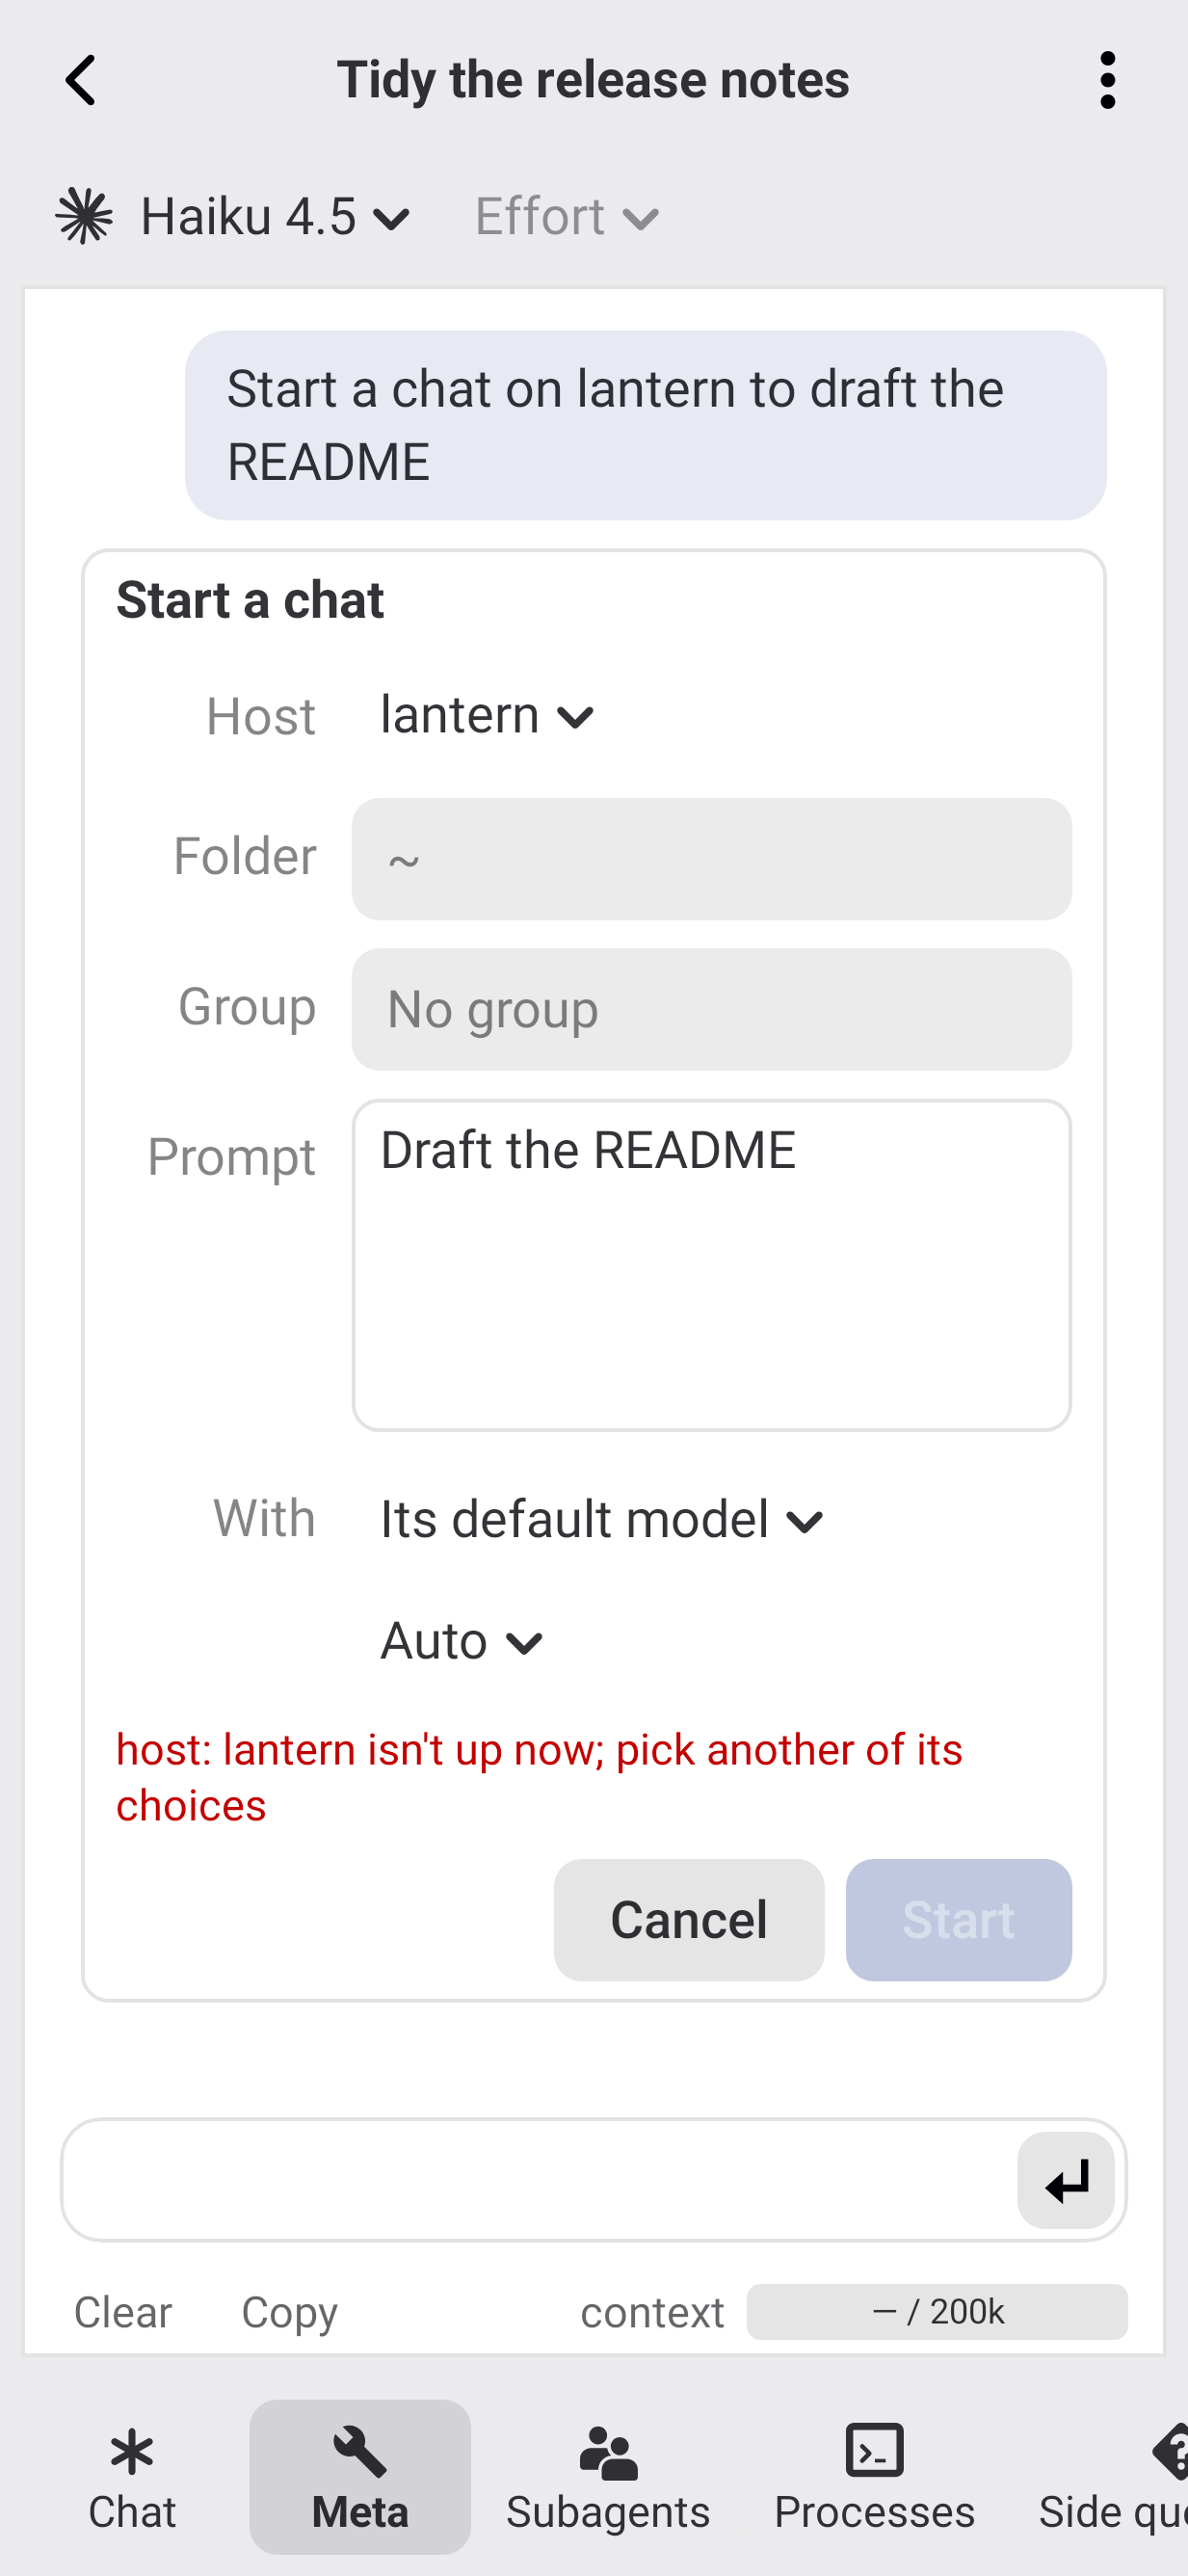 Tidy the release notes
Haiku 4.5
Effort
Start a chat on lantern to draft the
README
Start a chat
Host
lantern
Folder
~
Group
No group
Prompt
Draft the README
With
Its default model
Auto
host: lantern isn't up now; pick another of its
choices
Cancel
Start
Clear
Copy
context
— / 200k
Chat
Meta
Subagents
Processes
Side que